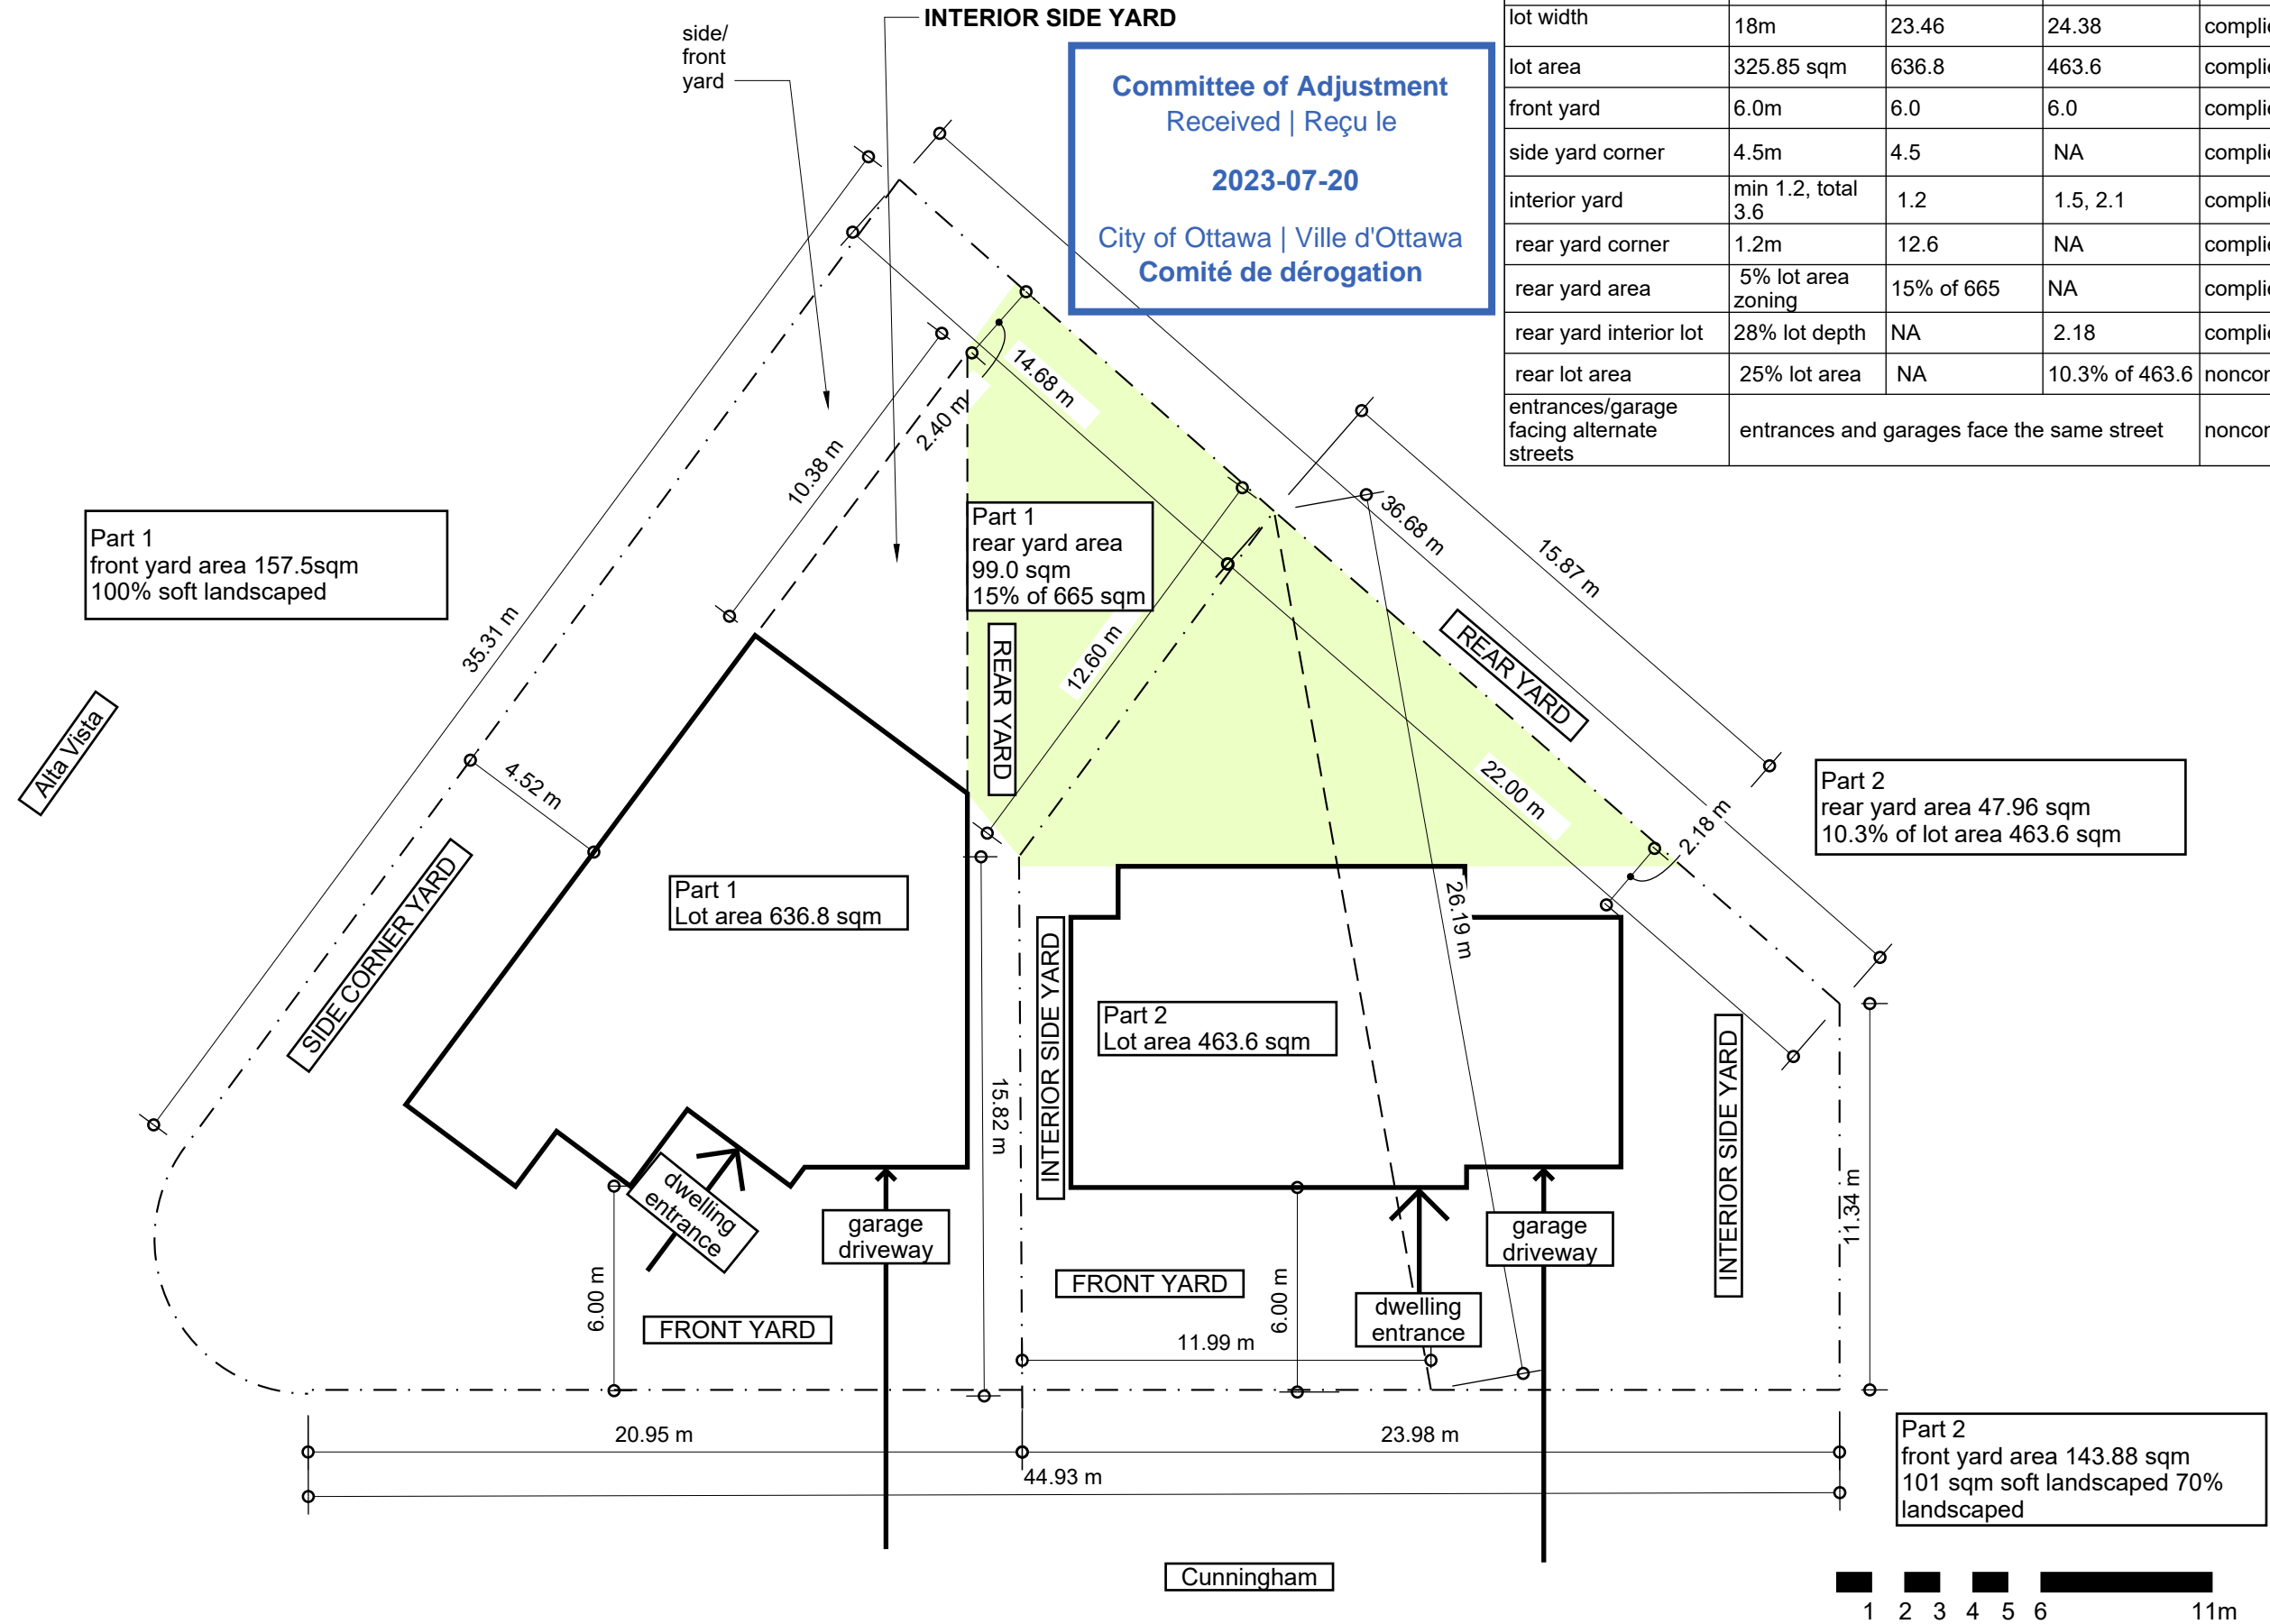 INTERIOR SIDE YARD
side/
front
yard
Committee of Adjustment
Received | Reçu le
2023-07-20
City of Ottawa | Ville d'Ottawa
Comité de dérogation
lot width 18m 23.46 24.38
lot area 325.85 sqm 636.8 463.6
front yard 6.0m 6.0 6.0
side yard corner 4.5m 4.5 NA
interior yard min 1.2, total 3.6 1.2 1.5, 2.1
rear yard corner 1.2m 12.6 NA
rear yard area 5% lot area zoning 15% of 665 NA
rear yard interior lot 28% lot depth NA 2.18
rear lot area 25% lot area NA 10.3% of 463.6
entrances/garage
facing alternate
streets
entrances and garages face the same street
14.68 m
2.40 m
10.38 m
36.68 m
15.87 m
Part 1
front yard area 157.5sqm
100% soft landscaped
Part 1
rear yard area
99.0 sqm
15% of 665 sqm
35.31 m
12.60 m
REAR YARD
REAR YARD
Alta Vista
4.52 m
22.00 m
2.18 m
Part 2
rear yard area 47.96 sqm
10.3% of lot area 463.6 sqm
SIDE CORNER YARD
Part 1
Lot area 636.8 sqm
26.19 m
INTERIOR SIDE YARD
Part 2
Lot area 463.6 sqm
INTERIOR SIDE YARD
15.82 m
11.34 m
dwelling
entrance
garage
driveway
garage
driveway
6.00 m
FRONT YARD
FRONT YARD
6.00 m
dwelling
entrance
11.99 m
20.95 m
23.98 m
44.93 m
Part 2
front yard area 143.88 sqm
101 sqm soft landscaped 70%
landscaped
Cunningham
1 2 3 4 5 6 11m